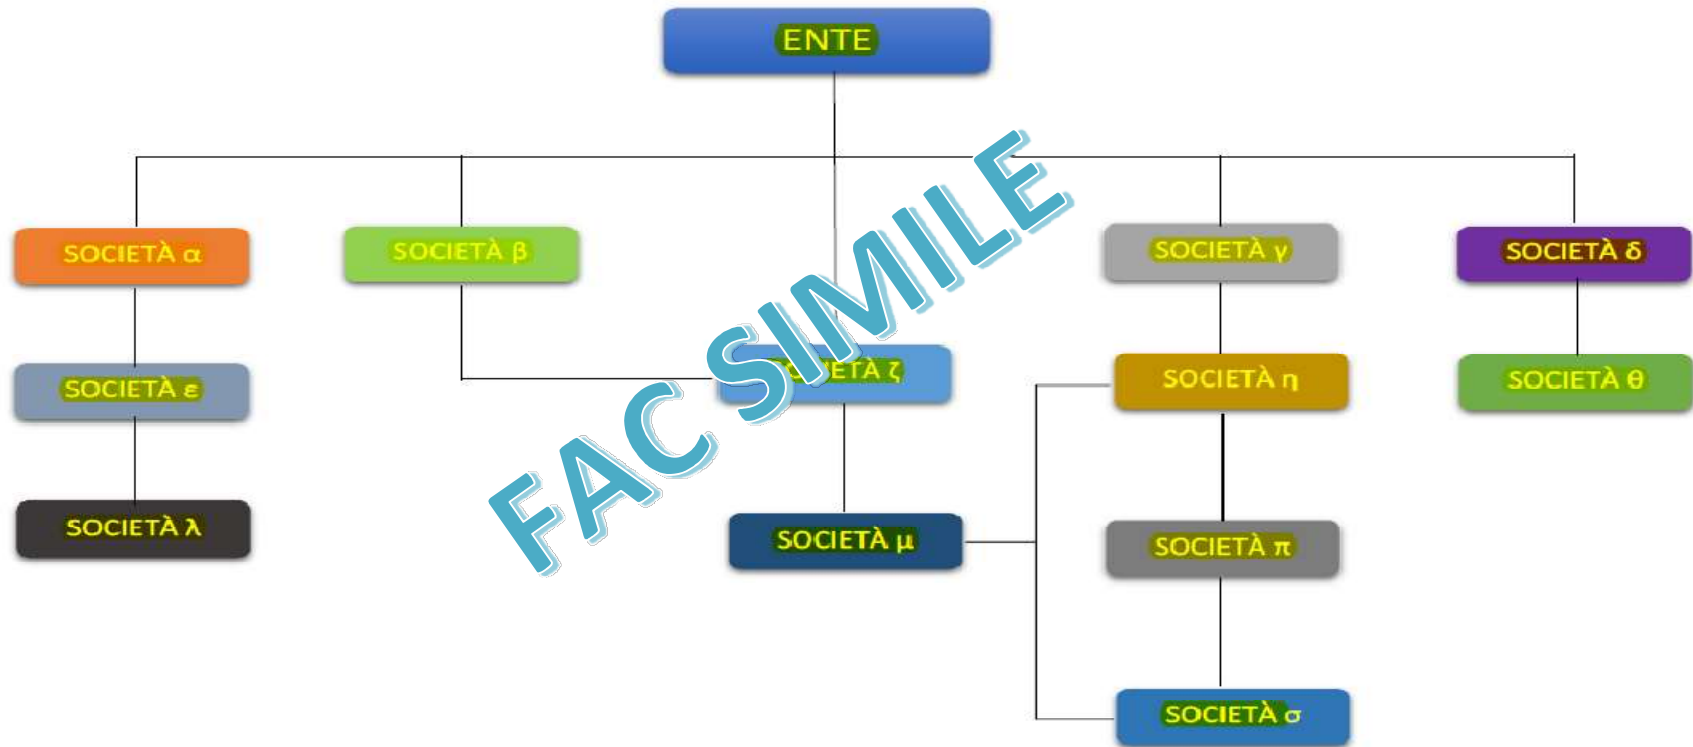 ENTE
SOCIETÀ α
SOCIETÀ β
SOCIETÀ γ
SOCIETÀ δ
FAC SIMILE
SOCIETÀ ε
SOCIETÀ ζ
SOCIETÀ η
SOCIETÀ θ
SOCIETÀ λ
SOCIETÀ μ
SOCIETÀ π
SOCIETÀ σ